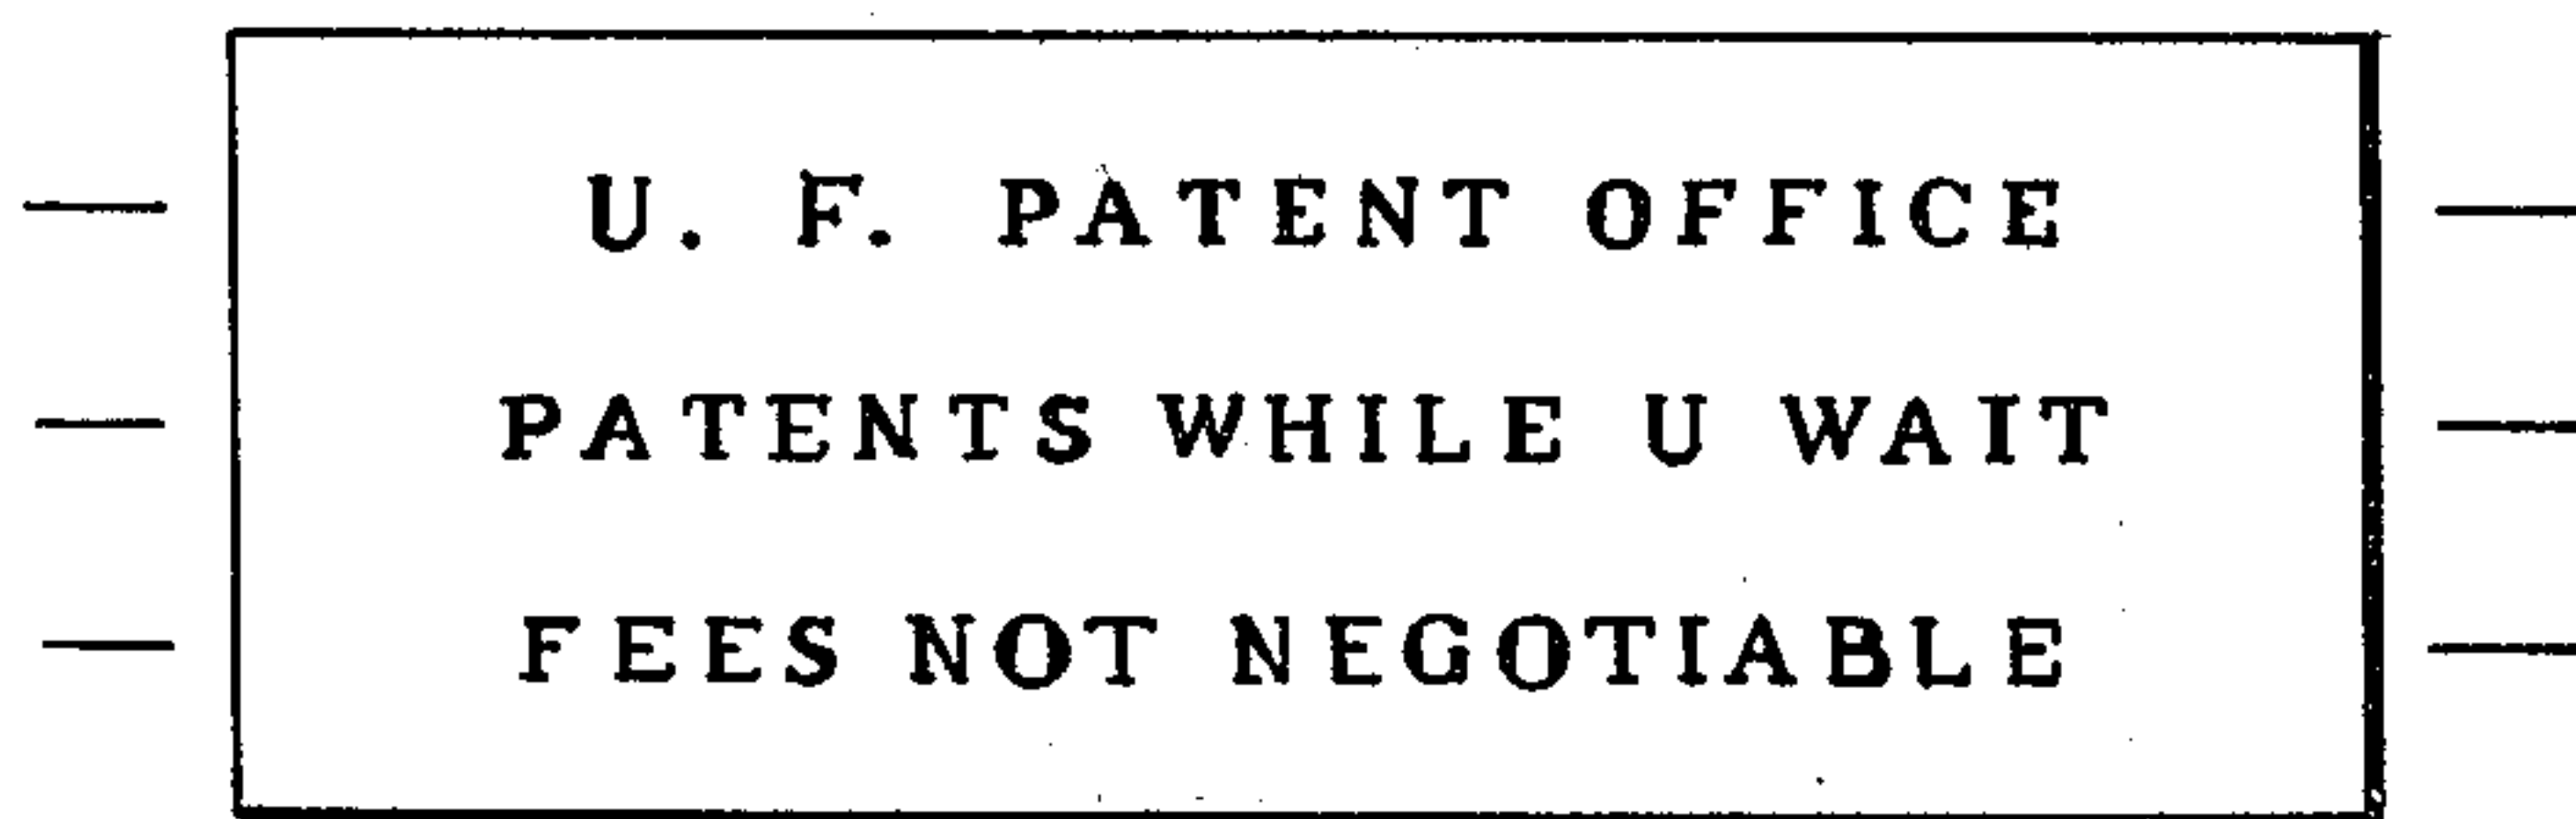 U. F. PATENT OFFICE
PATENTS WHILE U WAIT
FEES NOT NEGOTIABLE